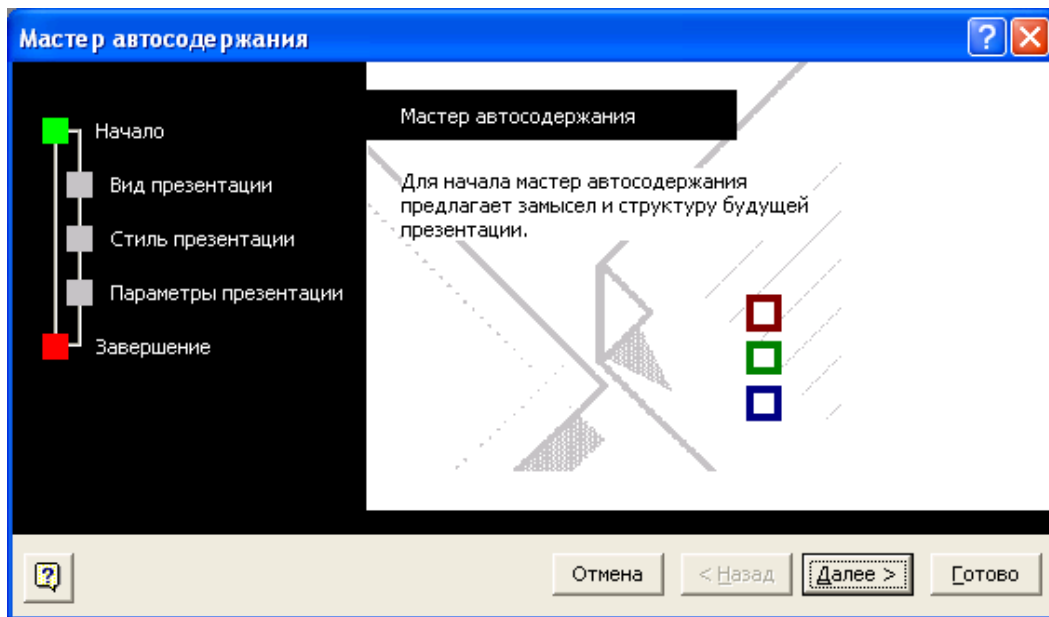 Мастер автосодержания
Начало
Вид презентации
Стиль презентации
Параметры презентации
Завершение
Мастер автосодержания
Для начала мастер автосодержания
предлагает замысел и структуру будущей
презентации.
Отмена
< Назад
Далее >
Готово